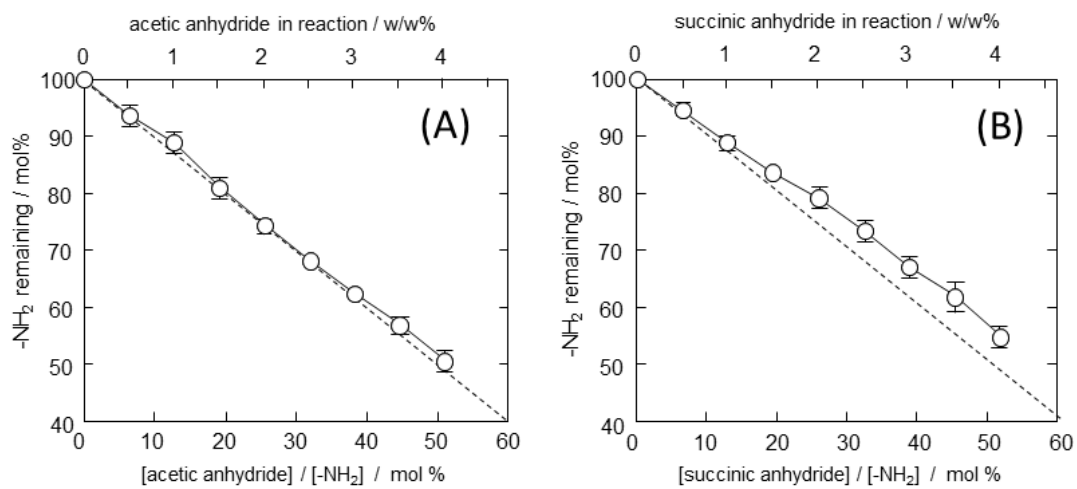 acetic anhydride in reaction / w/w%
0 1 2 3 4
100
90
80
70
60
50
40
-NH₂ remaining / mol%
(A)
0 10 20 30 40 50 60
[acetic anhydride] / [-NH₂] / mol %
succinic anhydride in reaction / w/w%
0 1 2 3 4
100
90
80
70
60
50
40
-NH₂ remaining / mol%
(B)
0 10 20 30 40 50 60
[succinic anhydride] / [-NH₂] / mol %